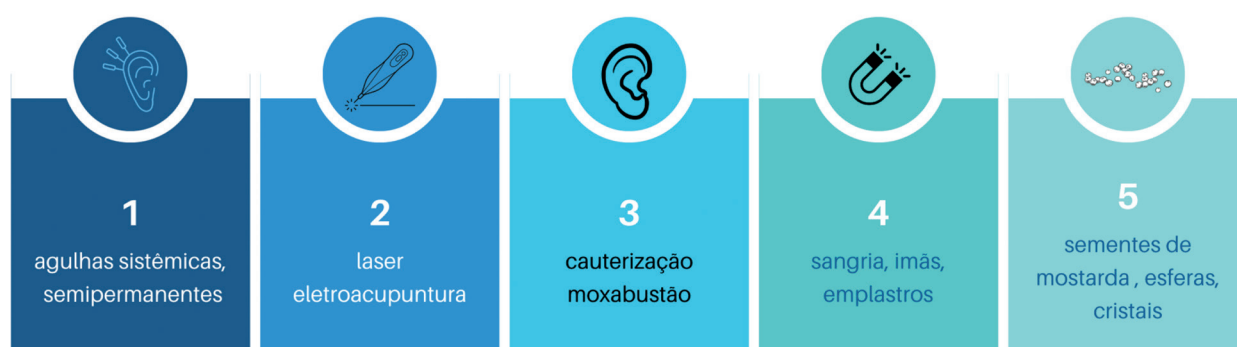 1
agulhas sistêmicas,
semipermanentes
2
laser
eletroacupuntura
3
cauterização
moxabustão
4
sangria, imãs,
emplastros
5
sementes de
mostarda , esferas,
cristais